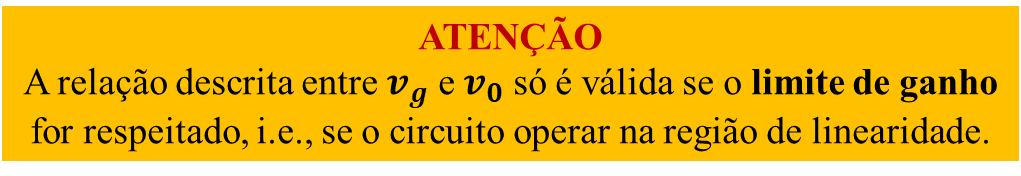 ATENÇÃO
A relação descrita entre v_g e v_0 só é válida se o limite de ganho
for respeitado, i.e., se o circuito operar na região de linearidade.